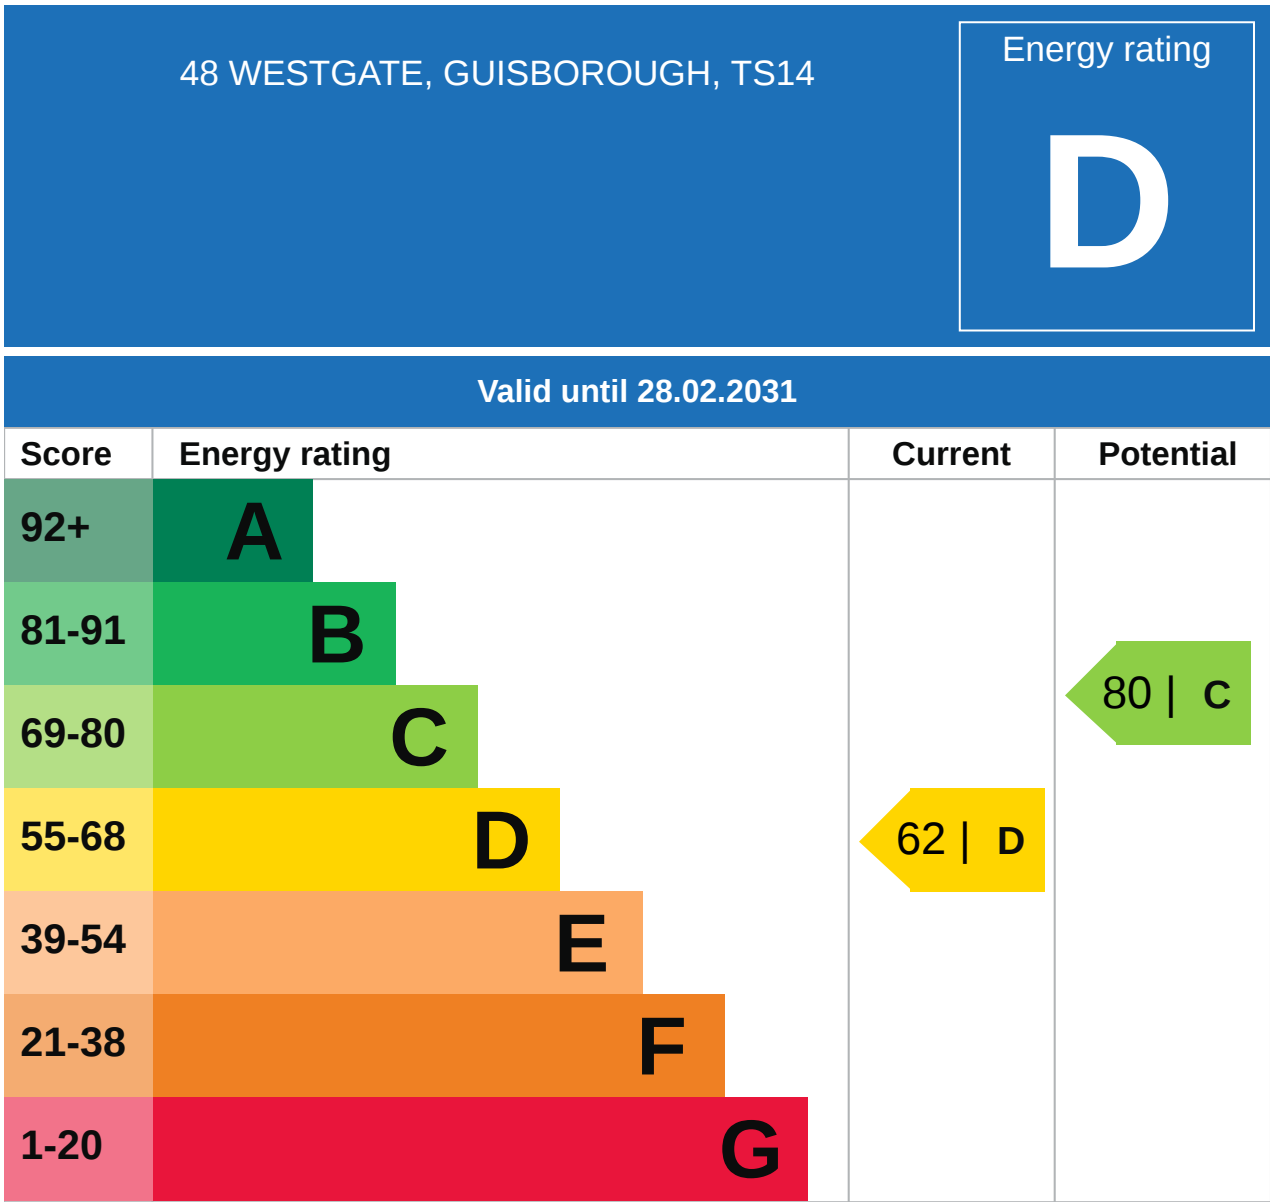 48 WESTGATE, GUISBOROUGH, TS14
Energy rating
D
Valid until 28.02.2031
Score Energy rating Current Potential
92+ A
81-91 B
69-80 C
80 | C
55-68 D
62 | D
39-54 E
21-38 F
1-20 G